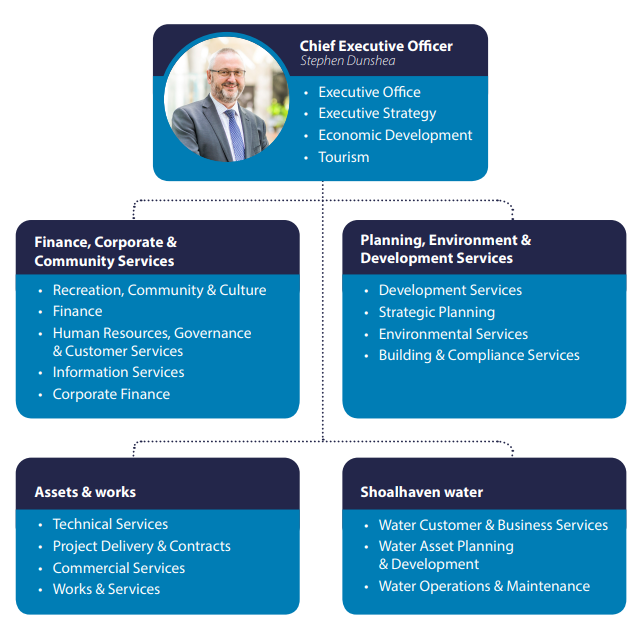 Chief Executive Officer
Stephen Dunshea
• Executive Office
• Executive Strategy
• Economic Development
• Tourism
Finance, Corporate &
Community Services
• Recreation, Community & Culture
• Finance
• Human Resources, Governance
& Customer Services
• Information Services
• Corporate Finance
Planning, Environment &
Development Services
• Development Services
• Strategic Planning
• Environmental Services
• Building & Compliance Services
Assets & works
• Technical Services
• Project Delivery & Contracts
• Commercial Services
• Works & Services
Shoalhaven water
• Water Customer & Business Services
• Water Asset Planning
& Development
• Water Operations & Maintenance